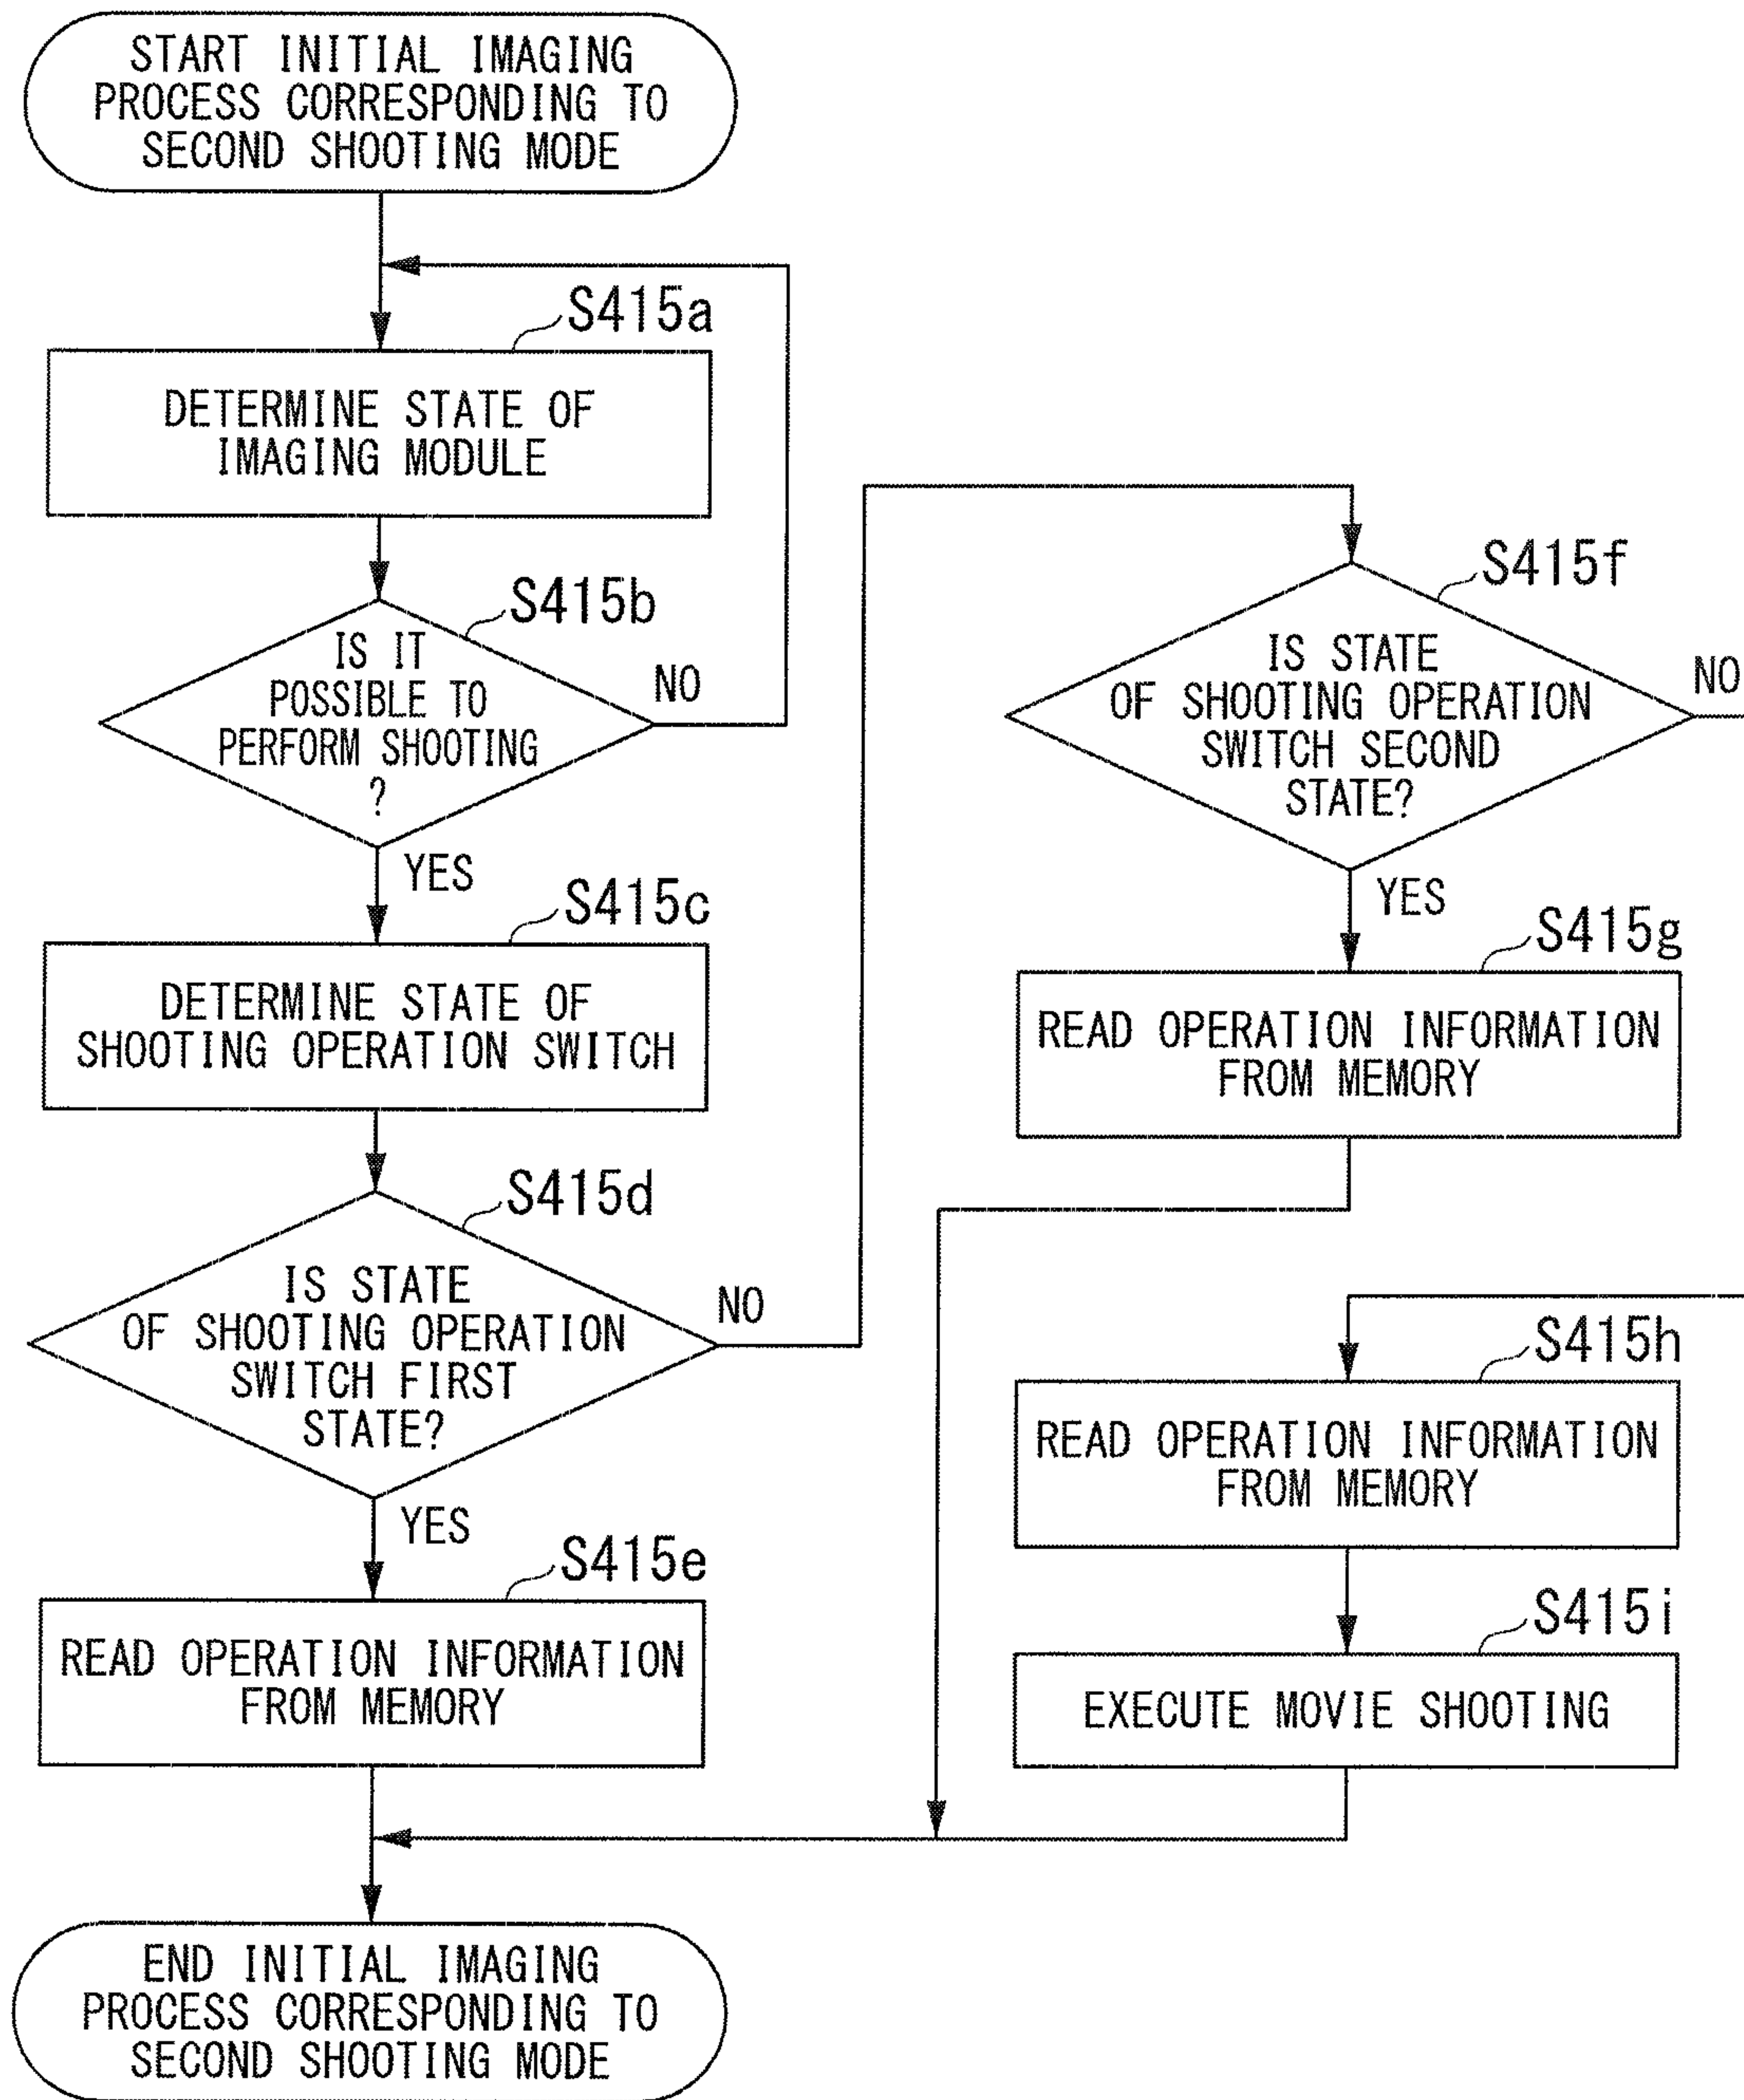 START INITIAL IMAGING
PROCESS CORRESPONDING TO
SECOND SHOOTING MODE
S415a
DETERMINE STATE OF
IMAGING MODULE
S415b
IS IT
POSSIBLE TO
PERFORM SHOOTING
?
NO
YES
S415c
DETERMINE STATE OF
SHOOTING OPERATION SWITCH
S415d
IS STATE
OF SHOOTING OPERATION
SWITCH FIRST
STATE?
NO
YES
S415e
READ OPERATION INFORMATION
FROM MEMORY
S415f
IS STATE
OF SHOOTING OPERATION
SWITCH SECOND
STATE?
NO
YES
S415g
READ OPERATION INFORMATION
FROM MEMORY
S415h
READ OPERATION INFORMATION
FROM MEMORY
S415i
EXECUTE MOVIE SHOOTING
END INITIAL IMAGING
PROCESS CORRESPONDING TO
SECOND SHOOTING MODE